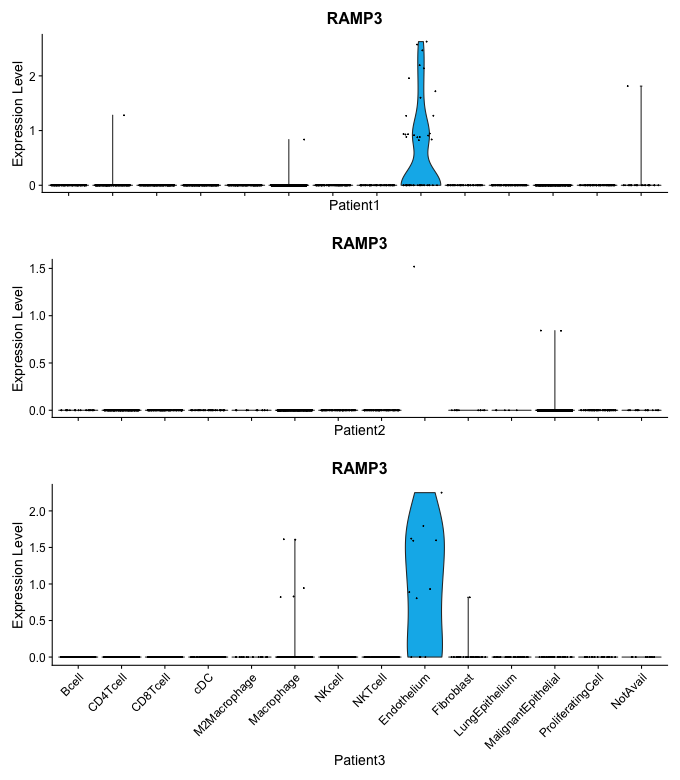 RAMP3
Expression Level
2
1
0
Patient1
RAMP3
Expression Level
1.5
1.0
0.5
0.0
Patient2
RAMP3
Expression Level
2.0
1.5
1.0
0.5
0.0
Bcell
CD4Tcell
CD8Tcell
cDC
M2Macrophage
Macrophage
NKcell
NKTcell
Endothelium
Fibroblast
LungEpithelium
MalignantEpithelial
ProliferatingCell
NotAvail
Patient3